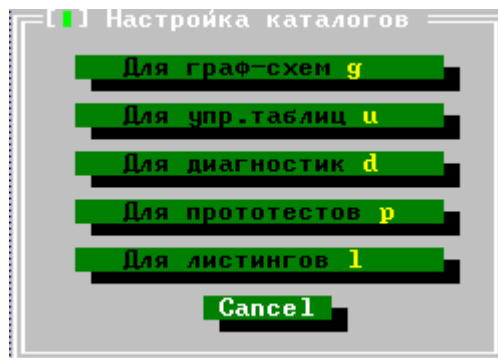 [▮] Настройка каталогов
Для граф-схем g
Для упр.таблиц u
Для диагностик d
Для прототестов p
Для листингов l
Cancel